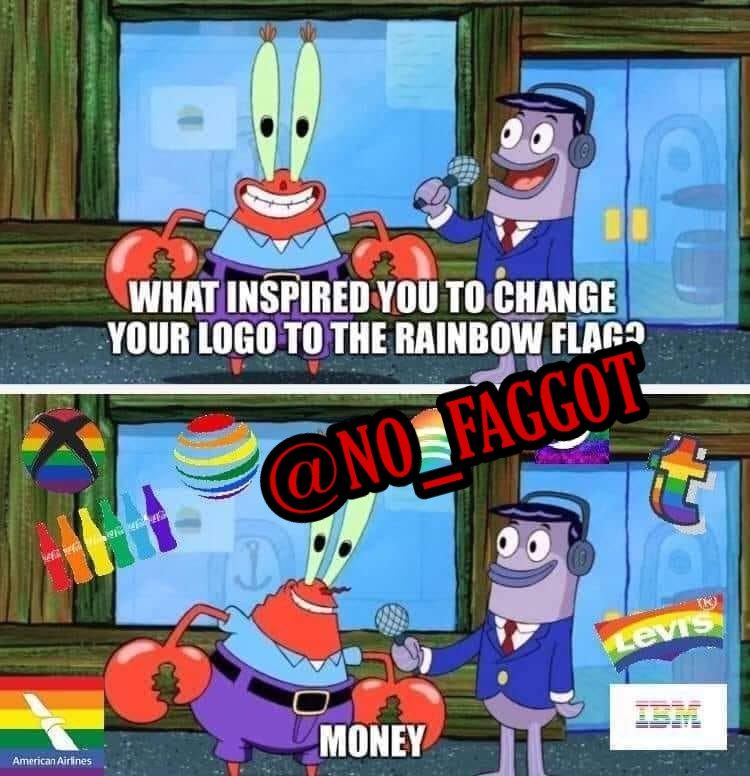 WHAT INSPIRED YOU TO CHANGE
YOUR LOGO TO THE RAINBOW FLAG?
@NO_FAGGOT
t
Levi's
IBM
MONEY
American Airlines